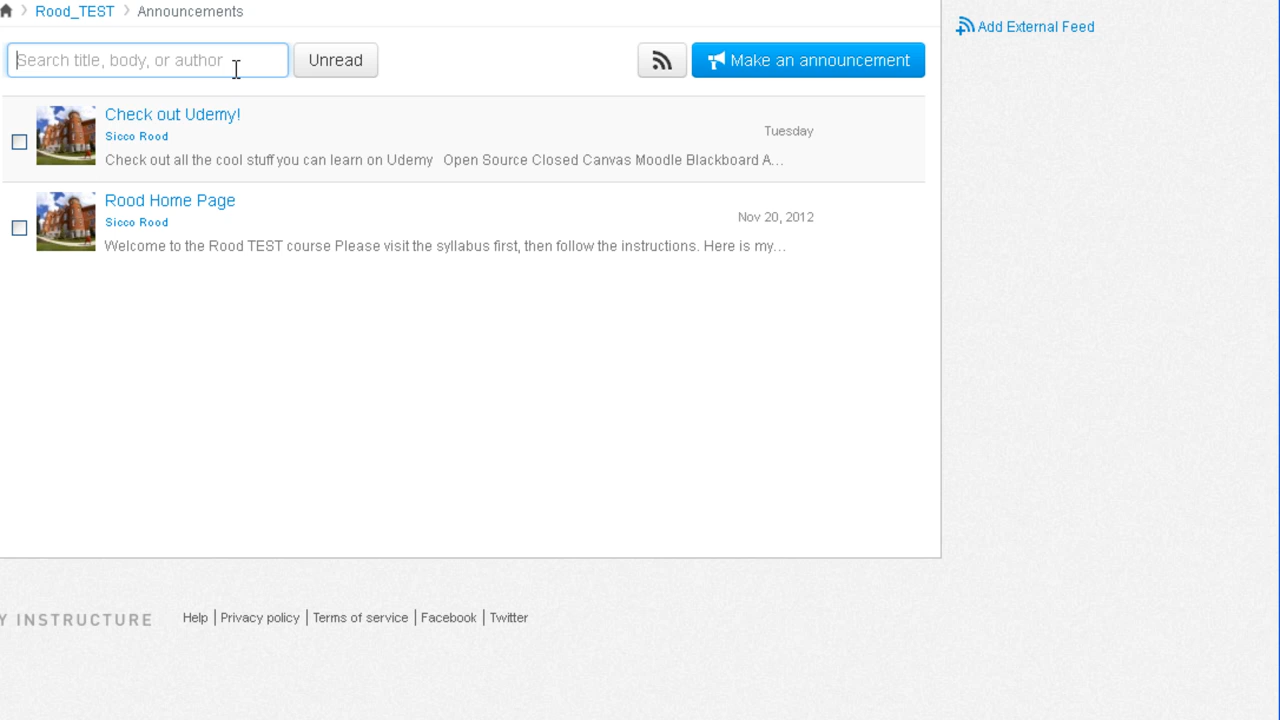 Rood_TEST Announcements
Add External Feed
Search title, body, or author Unread Make an announcement
Check out Udemy!
Sicco Rood
Tuesday
Check out all the cool stuff you can learn on Udemy Open Source Closed Canvas Moodle Blackboard A...
Rood Home Page
Sicco Rood
Nov 20, 2012
Welcome to the Rood TEST course Please visit the syllabus first, then follow the instructions. Here is my...
Y INSTRUCTURE Help Privacy policy Terms of service Facebook Twitter